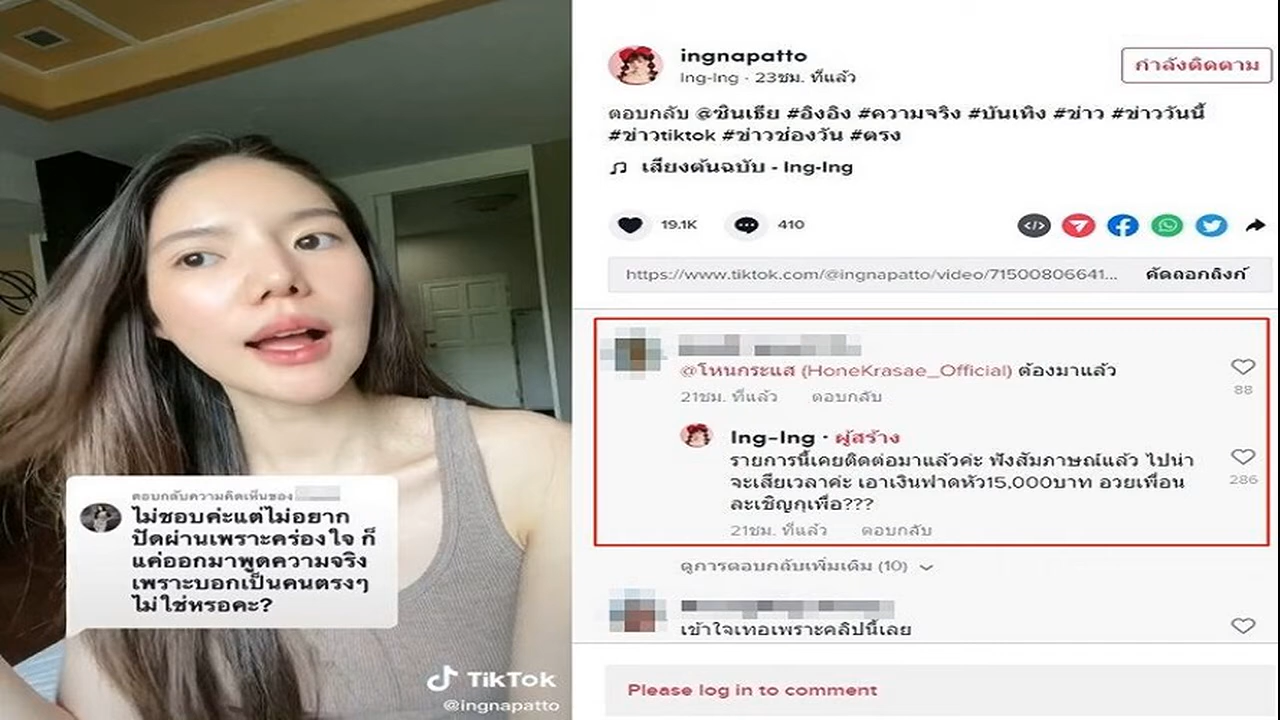 ตอบกลับความคิดเห็นของ
ไม่ชอบค่ะแต่ไม่อยาก
ปัดผ่านเพราะคร่องใจ ก็
แค่ออกมาพูดความจริง
เพราะบอกเป็นคนตรงๆ
ไม่ใช่หรอคะ?
TikTok
@ingnapatto
ingnapatto
Ing-Ing · 23ชม. ที่แล้ว
กำลังติดตาม
ตอบกลับ @ซินเธีย #อิงอิง #ความจริง #บันเทิง #ข่าว #ข่าววันนี้
#ข่าวtiktok #ข่าวช่องวัน #ตรง
เสียงต้นฉบับ - Ing-Ing
19.1K
410
https://www.tiktok.com/@ingnapatto/video/71500806641...
คัดลอกลิงก์
@โหนกระแส (HoneKrasae_Official) ต้องมาแล้ว
88
21ชม. ที่แล้ว ตอบกลับ
Ing-Ing · ผู้สร้าง
รายการนี้เคยติดต่อมาแล้วค่ะ ฟังสัมภาษณ์แล้ว ไปน่า
จะเสียเวลาค่ะ เอาเงินฟาดหัว15,000บาท อวยเพื่อน
ละเชิญกุเพื่อ???
286
21ชม. ที่แล้ว ตอบกลับ
ดูการตอบกลับเพิ่มเติม (10)
เข้าใจเทอเพราะคลิปนี้เลย
Please log in to comment